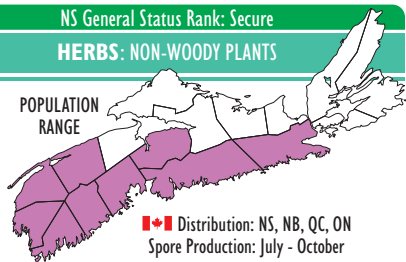 NS General Status Rank: Secure
HERBS: NON-WOODY PLANTS
POPULATION
RANGE
Distribution: NS, NB, QC, ON
Spore Production: July - October